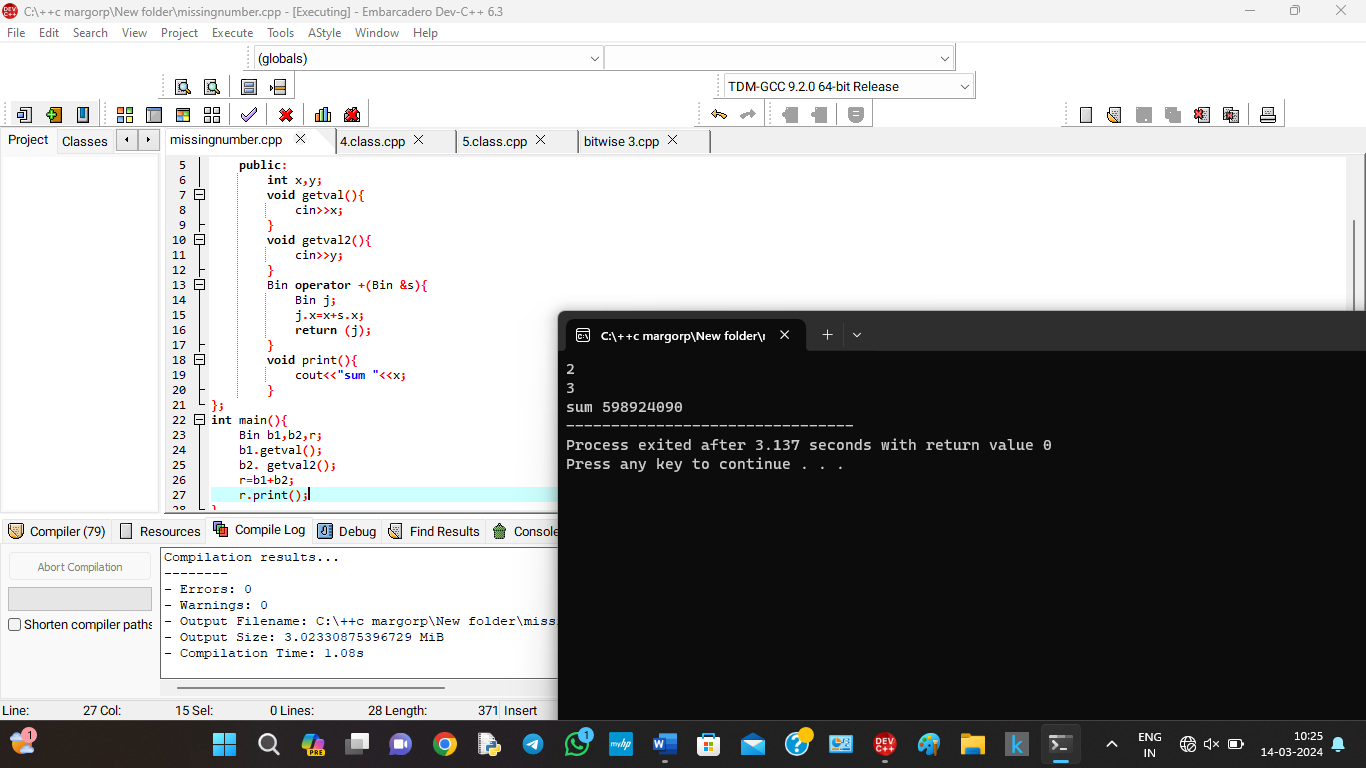 C:\++c margorp\New folder\missingnumber.cpp - [Executing] - Embarcadero Dev-C++ 6.3
File Edit Search View Project Execute Tools AStyle Window Help
(globals)
TDM-GCC 9.2.0 64-bit Release
Project Classes
missingnumber.cpp 4.class.cpp 5.class.cpp bitwise 3.cpp
5 public:
6 int x,y;
7 void getval(){
8 cin>>x;
9 }
10 void getval2(){
11 cin>>y;
12 }
13 Bin operator +(Bin &s){
14 Bin j;
15 j.x=x+s.x;
16 return (j);
17 }
18 void print(){
19 cout<<"sum "<<x;
20 }
21 };
22 int main(){
23 Bin b1,b2,r;
24 b1.getval();
25 b2. getval2();
26 r=b1+b2;
27 r.print();
28 }
C:\++c margorp\New folder\
2
3
sum 598924090
--------------------------------
Process exited after 3.137 seconds with return value 0
Press any key to continue . . .
Compiler (79) Resources Compile Log Debug Find Results Console
Abort Compilation
Shorten compiler paths
Compilation results...
--------
- Errors: 0
- Warnings: 0
- Output Filename: C:\++c margorp\New folder\miss
- Output Size: 3.02330875396729 MiB
- Compilation Time: 1.08s
Line: 27 Col: 15 Sel: 0 Lines: 28 Length: 371 Insert
1
PRE
1
myhp
DEV C++
k
ENG
IN
10:25
14-03-2024